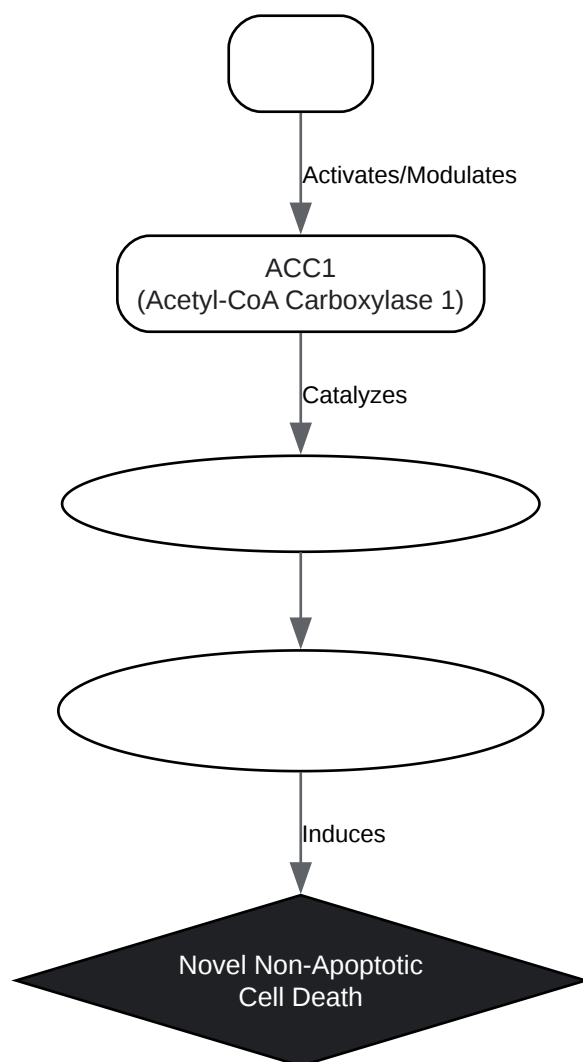 Activates/Modulates
ACC1
(Acetyl-CoA Carboxylase 1)
Catalyzes
Induces
Novel Non-Apoptotic
Cell Death